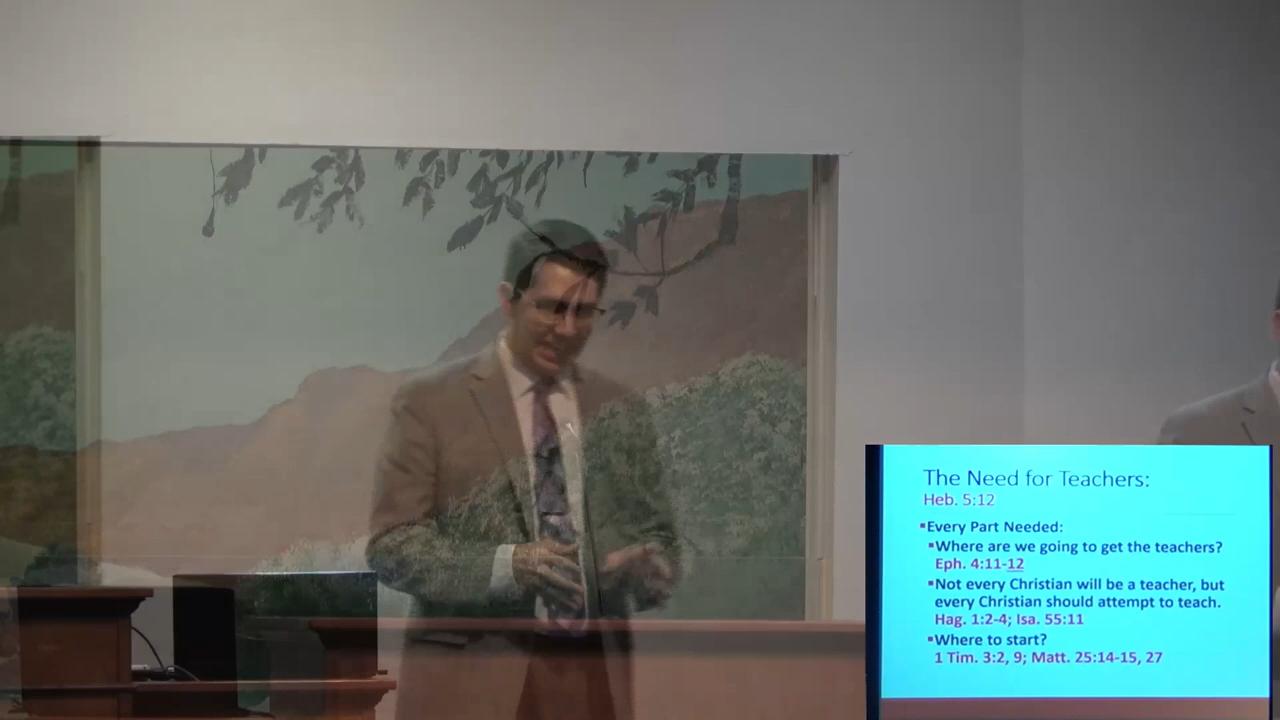 The Need for Teachers:
Heb. 5:12
▪Every Part Needed:
▪Where are we going to get the teachers?
Eph. 4:11-12
▪Not every Christian will be a teacher, but
every Christian should attempt to teach.
Hag. 1:2-4; Isa. 55:11
▪Where to start?
1 Tim. 3:2, 9; Matt. 25:14-15, 27